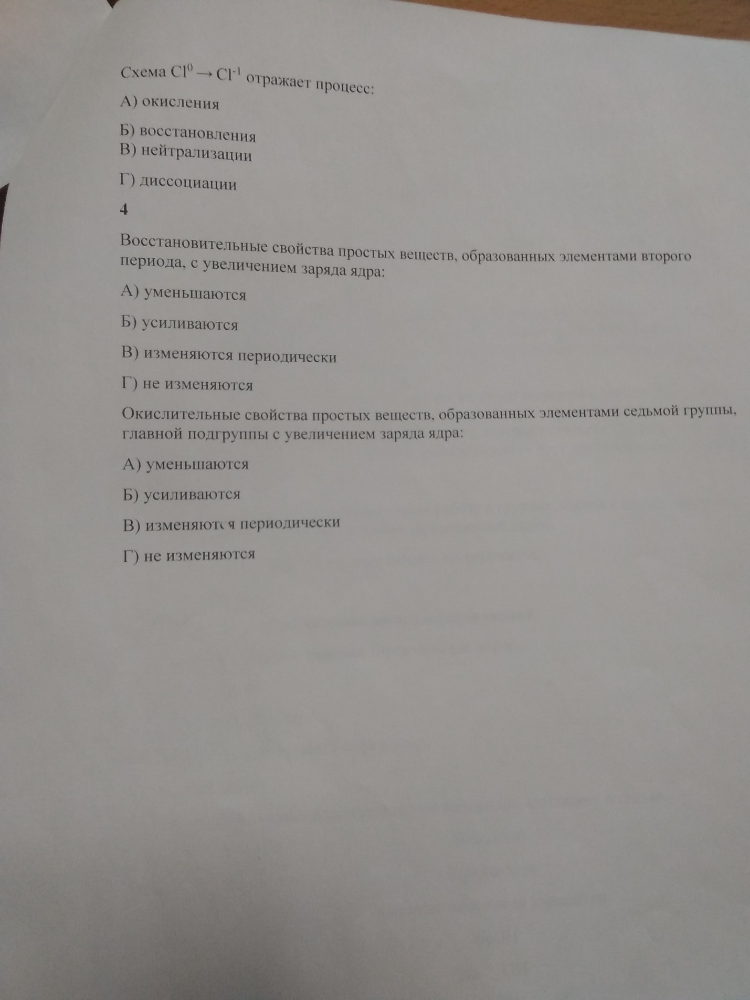 Схема Cl⁰ → Cl⁻¹ отражает процесс:
А) окисления
Б) восстановления
В) нейтрализации
Г) диссоциации
4
Восстановительные свойства простых веществ, образованных элементами второго
периода, с увеличением заряда ядра:
А) уменьшаются
Б) усиливаются
В) изменяются периодически
Г) не изменяются
Окислительные свойства простых веществ, образованных элементами седьмой группы,
главной подгруппы с увеличением заряда ядра:
А) уменьшаются
Б) усиливаются
В) изменяются периодически
Г) не изменяются